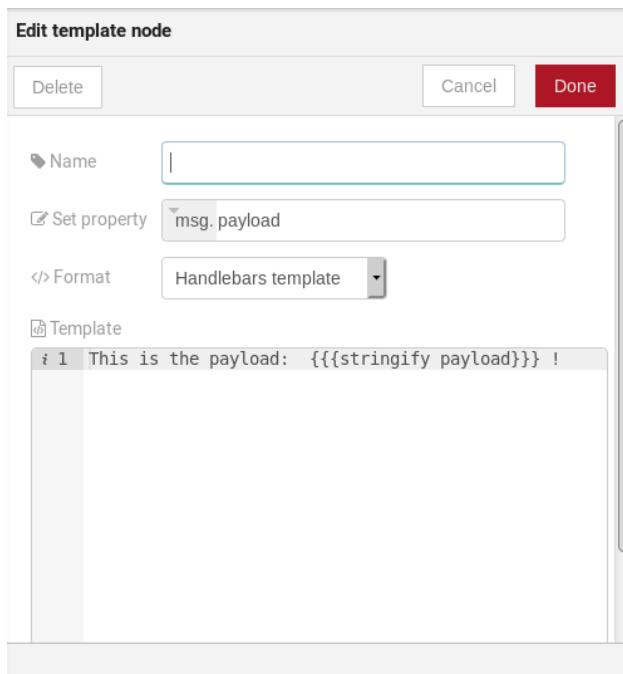 Edit template node
Delete
Cancel
Done
Name
Set property
msg. payload
</> Format
Handlebars template
Template
i 1 This is the payload:  {{{stringify payload}}} !